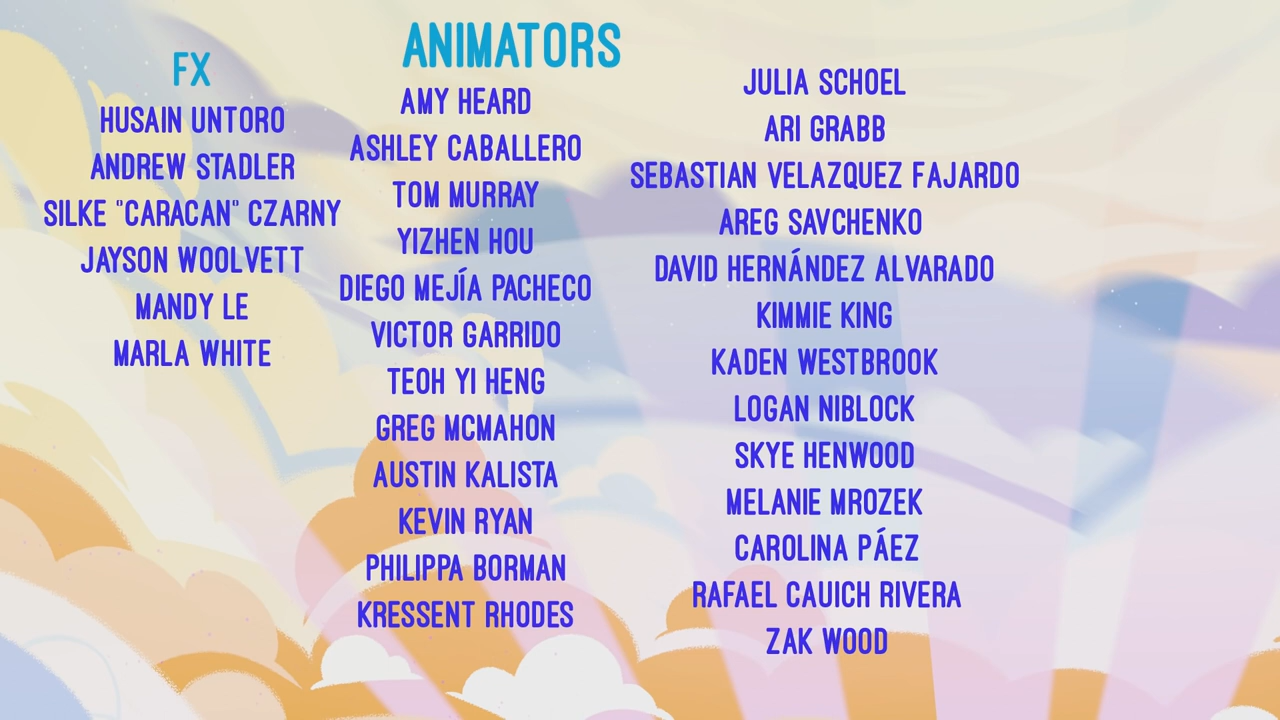 FX
HUSAIN UNTORO
ANDREW STADLER
SILKE "CARACAN" CZARNY
JAYSON WOOLVETT
MANDY LE
MARLA WHITE
ANIMATORS
AMY HEARD
ASHLEY CABALLERO
TOM MURRAY
YIZHEN HOU
DIEGO MEJÍA PACHECO
VICTOR GARRIDO
TEOH YI HENG
GREG MCMAHON
AUSTIN KALISTA
KEVIN RYAN
PHILIPPA BORMAN
KRESSENT RHODES
JULIA SCHOEL
ARI GRABB
SEBASTIAN VELAZQUEZ FAJARDO
AREG SAVCHENKO
DAVID HERNÁNDEZ ALVARADO
KIMMIE KING
KADEN WESTBROOK
LOGAN NIBLOCK
SKYE HENWOOD
MELANIE MROZEK
CAROLINA PÁEZ
RAFAEL CAUICH RIVERA
ZAK WOOD